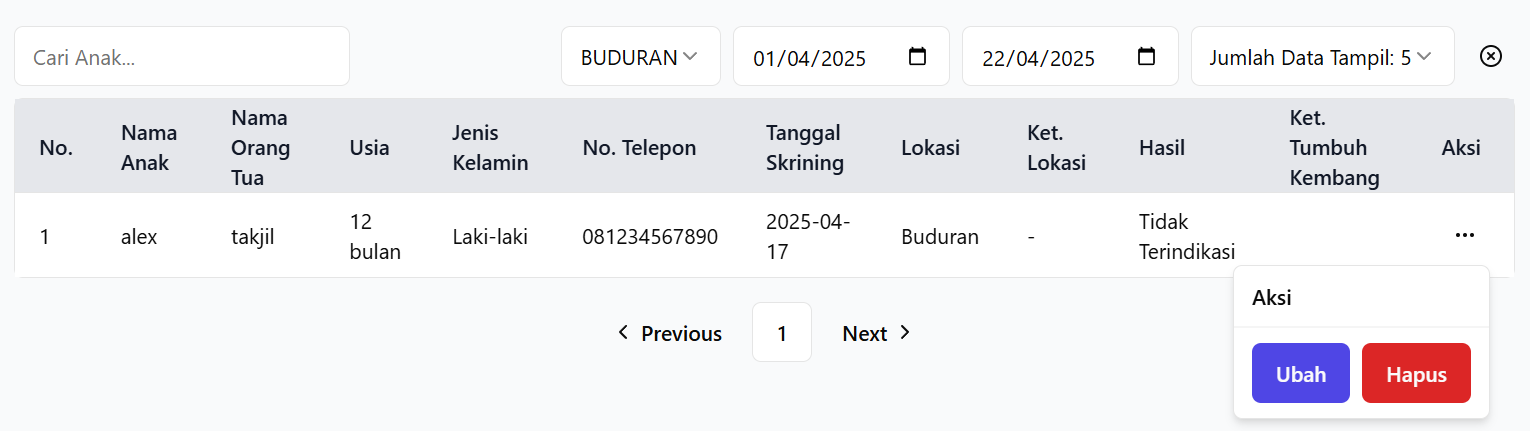 Cari Anak...
BUDURAN
01/04/2025
22/04/2025
Jumlah Data Tampil: 5
No.
Nama
Anak
Nama
Orang
Tua
Usia
Jenis
Kelamin
No. Telepon
Tanggal
Skrining
Lokasi
Ket.
Lokasi
Hasil
Ket.
Tumbuh
Kembang
Aksi
1
alex
takjil
12
bulan
Laki-laki
081234567890
2025-04-
17
Buduran
-
Tidak
Terindikasi
Previous
1
Next
Aksi
Ubah
Hapus